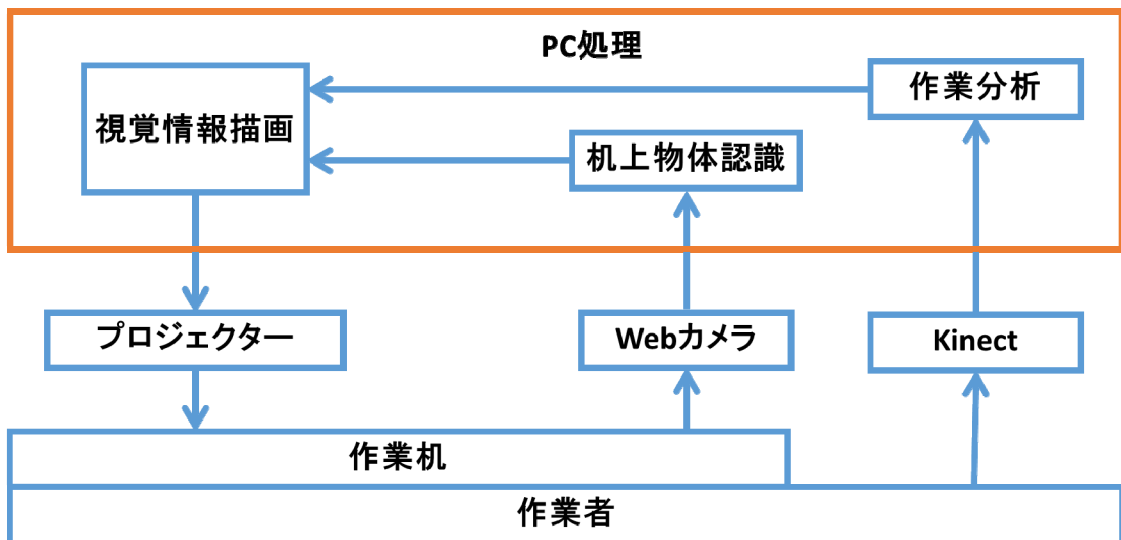 PC処理
作業分析
視覚情報描画
机上物体認識
プロジェクター
Webカメラ
Kinect
作業机
作業者